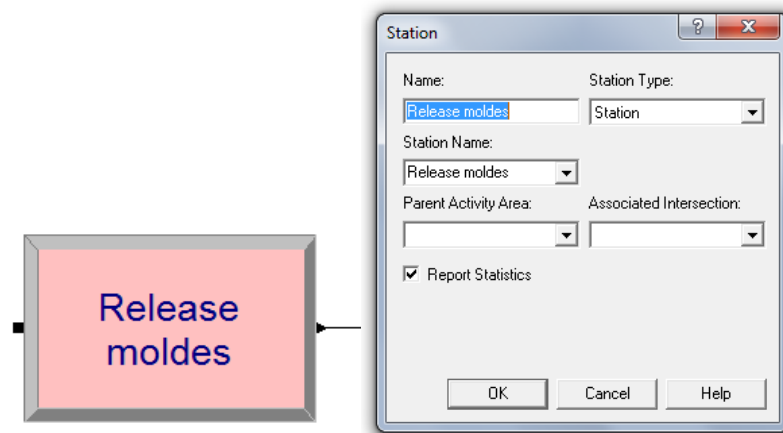 Release
moldes
Station
Name:
Station Type:
Release moldes
Station
Station Name:
Release moldes
Parent Activity Area:
Associated Intersection:
Report Statistics
OK
Cancel
Help